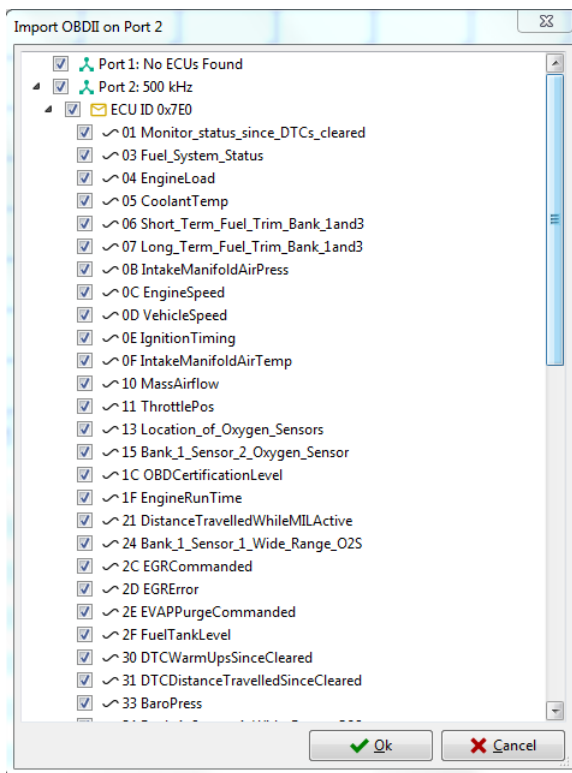 Import OBDII on Port 2
Port 1: No ECUs Found
Port 2: 500 kHz
ECU ID 0x7E0
01 Monitor_status_since_DTCs_cleared
03 Fuel_System_Status
04 EngineLoad
05 CoolantTemp
06 Short_Term_Fuel_Trim_Bank_1and3
07 Long_Term_Fuel_Trim_Bank_1and3
0B IntakeManifoldAirPress
0C EngineSpeed
0D VehicleSpeed
0E IgnitionTiming
0F IntakeManifoldAirTemp
10 MassAirflow
11 ThrottlePos
13 Location_of_Oxygen_Sensors
15 Bank_1_Sensor_2_Oxygen_Sensor
1C OBDCertificationLevel
1F EngineRunTime
21 DistanceTravelledWhileMILActive
24 Bank_1_Sensor_1_Wide_Range_O2S
2C EGRCommanded
2D EGRError
2E EVAPPurgeCommanded
2F FuelTankLevel
30 DTCWarmUpsSinceCleared
31 DTCDistanceTravelledSinceCleared
33 BaroPress
Ok Cancel